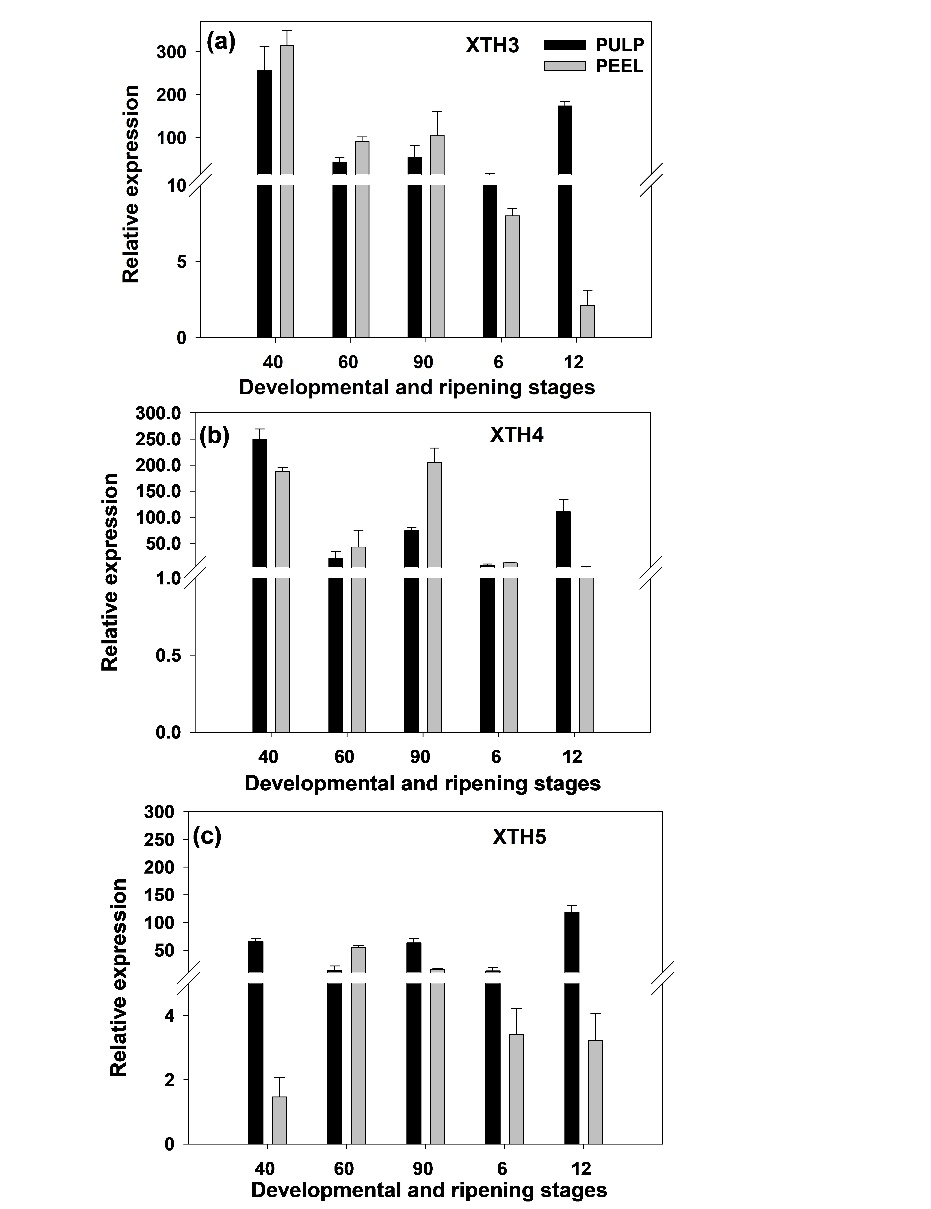 (a) XTH3 PULP
PEEL
300
200
100
10
5
0
Relative expression
40 60 90 6 12
Developmental and ripening stages
(b) XTH4
300.0
250.0
200.0
150.0
100.0
50.0
1.0
0.5
0.0
Relative expression
40 60 90 6 12
Developmental and ripening stages
(c) XTH5
300
250
200
150
100
50
4
2
0
Relative expression
40 60 90 6 12
Developmental and ripening stages